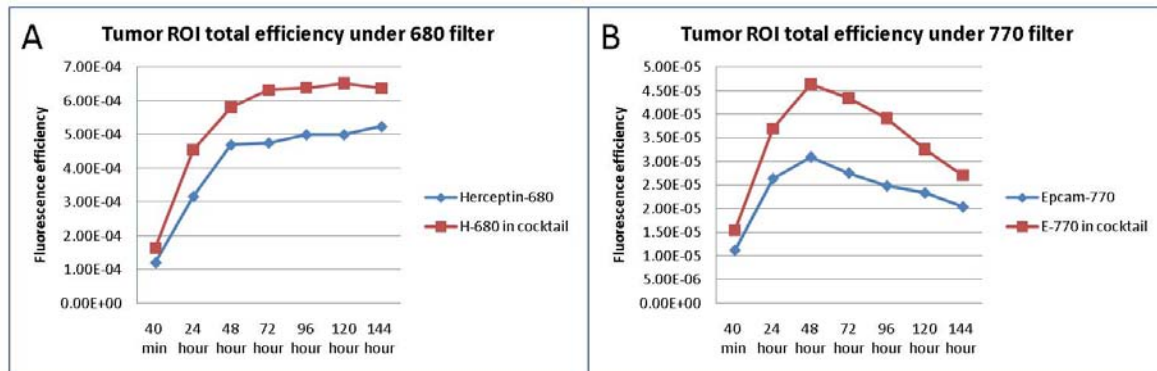 A
Tumor ROI total efficiency under 680 filter
7.00E-04
6.00E-04
5.00E-04
4.00E-04
3.00E-04
2.00E-04
1.00E-04
0.00E+00
Fluorescence efficiency
40 24 48 72 96 120 144
min hour hour hour hour hour hour
Herceptin-680
H-680 in cocktail
B
Tumor ROI total efficiency under 770 filter
5.00E-05
4.50E-05
4.00E-05
3.50E-05
3.00E-05
2.50E-05
2.00E-05
1.50E-05
1.00E-05
5.00E-06
0.00E+00
Fluorescence efficiency
40 24 48 72 96 120 144
min hour hour hour hour hour hour
Epcam-770
E-770 in cocktail